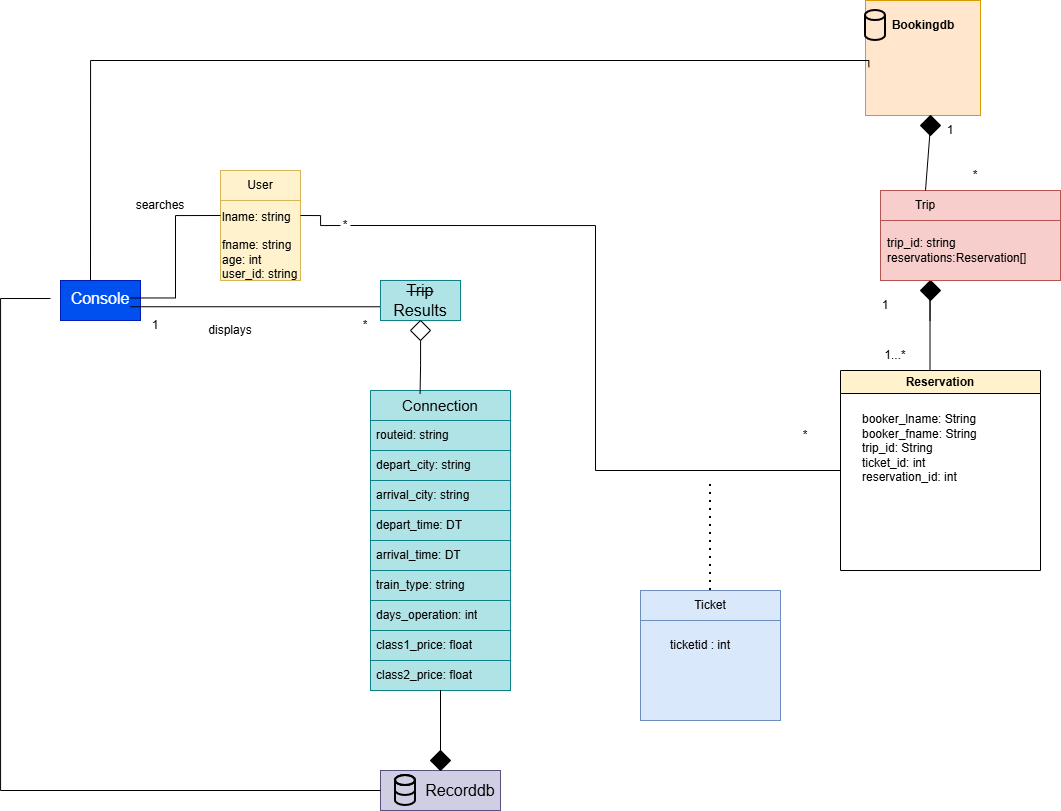 Bookingdb
1
*
Trip
trip_id: string
reservations:Reservation[]
1
1...*
Reservation
booker_lname: String
booker_fname: String
trip_id: String
ticket_id: int
reservation_id: int
*
User
lname: string
fname: string
age: int
user_id: string
searches
*
Console
1
displays
*
Trip
Results
Connection
routeid: string
depart_city: string
arrival_city: string
depart_time: DT
arrival_time: DT
train_type: string
days_operation: int
class1_price: float
class2_price: float
Ticket
ticketid : int
Recorddb